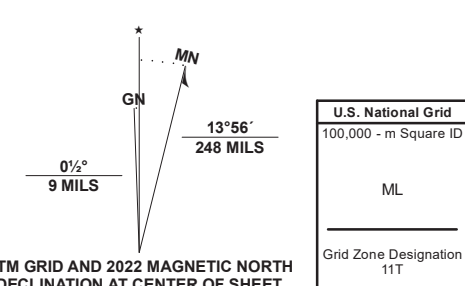 ★
MN
GN
13°56´
248 MILS
0½°
9 MILS
TM GRID AND 2022 MAGNETIC NORTH
DECLINATION AT CENTER OF SHEET
U.S. National Grid
100,000 - m Square ID
ML
Grid Zone Designation
11T